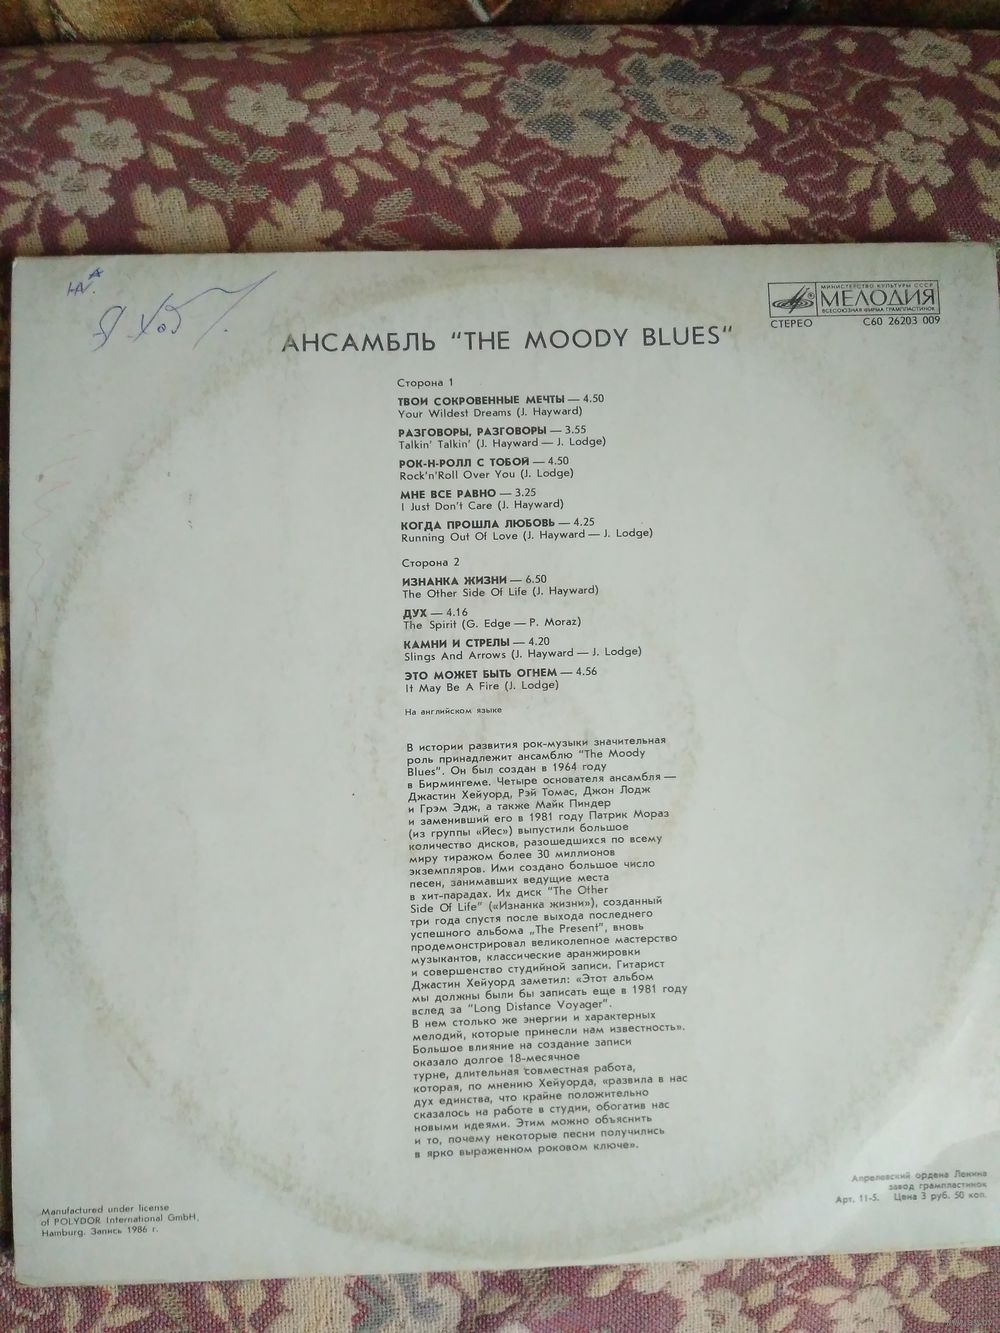 МИНИСТЕРСТВО КУЛЬТУРЫ СССР
МЕЛОДИЯ
ВСЕСОЮЗНАЯ ФИРМА ГРАМПЛАСТИНОК
СТЕРЕО С60 26203 009
АНСАМБЛЬ "THE MOODY BLUES"
Сторона 1
ТВОИ СОКРОВЕННЫЕ МЕЧТЫ — 4.50
Your Wildest Dreams (J. Hayward)
РАЗГОВОРЫ, РАЗГОВОРЫ — 3.55
Talkin' Talkin' (J. Hayward — J. Lodge)
РОК-Н-РОЛЛ С ТОБОЙ — 4.50
Rock'n'Roll Over You (J. Lodge)
МНЕ ВСЕ РАВНО — 3.25
I Just Don't Care (J. Hayward)
КОГДА ПРОШЛА ЛЮБОВЬ — 4.25
Running Out Of Love (J. Hayward — J. Lodge)
Сторона 2
ИЗНАНКА ЖИЗНИ — 6.50
The Other Side Of Life (J. Hayward)
ДУХ — 4.16
The Spirit (G. Edge — P. Moraz)
КАМНИ И СТРЕЛЫ — 4.20
Slings And Arrows (J. Hayward — J. Lodge)
ЭТО МОЖЕТ БЫТЬ ОГНЕМ — 4.56
It May Be A Fire (J. Lodge)
На английском языке
В истории развития рок-музыки значительная
роль принадлежит ансамблю "The Moody
Blues". Он был создан в 1964 году
в Бирмингеме. Четыре основателя ансамбля —
Джастин Хейуорд, Рэй Томас, Джон Лодж
и Грэм Эдж, а также Майк Пиндер
и заменивший его в 1981 году Патрик Мораз
(из группы «Йес») выпустили большое
количество дисков, разошедшихся по всему
миру тиражом более 30 миллионов
экземпляров. Ими создано большое число
песен, занимавших ведущие места
в хит-парадах. Их диск "The Other
Side Of Life" («Изнанка жизни»), созданный
три года спустя после выхода последнего
успешного альбома „The Present", вновь
продемонстрировал великолепное мастерство
музыкантов, классические аранжировки
и совершенство студийной записи. Гитарист
Джастин Хейуорд заметил: «Этот альбом
мы должны были бы записать еще в 1981 году
вслед за "Long Distance Voyager".
В нем столько же энергии и характерных
мелодий, которые принесли нам известность».
Большое влияние на создание записи
оказало долгое 18-месячное
турне, длительная совместная работа,
которая, по мнению Хейуорда, «развила в нас
дух единства, что крайне положительно
сказалось на работе в студии, обогатив нас
новыми идеями. Этим можно объяснить
и то, почему некоторые песни получились
в ярко выраженном роковом ключе».
Апрелевский ордена Ленина
завод грампластинок
Арт. 11-5. Цена 3 руб. 50 коп.
Manufactured under license
of POLYDOR International GmbH,
Hamburg. Запись 1986 г.